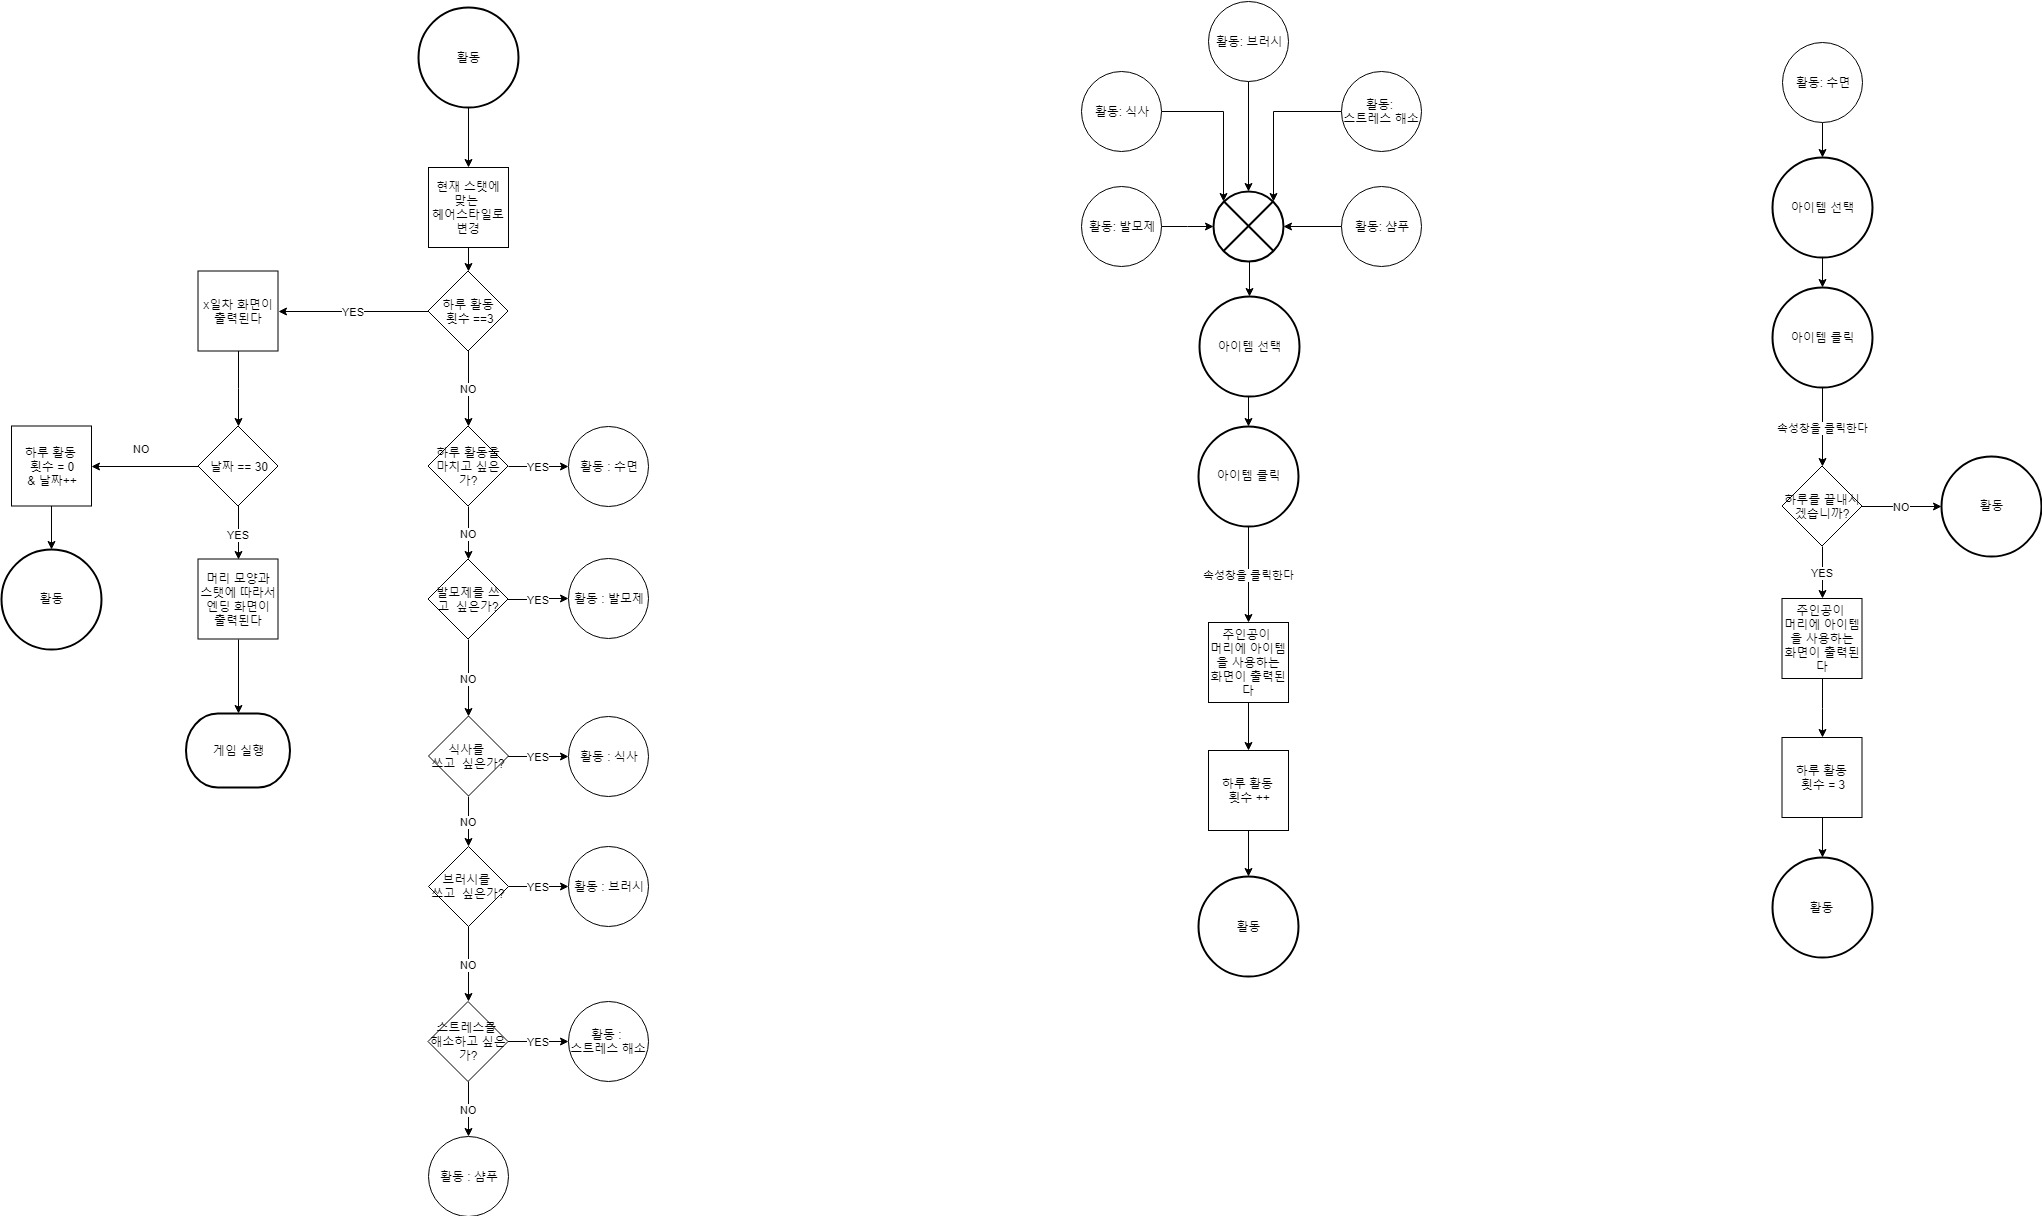 활동
현재 스탯에
맞는
헤어스타일로
변경
하루 활동
횟수 ==3
YES
x일차 화면이
출력된다
NO
날짜 == 30
NO
하루 활동
횟수 = 0
& 날짜++
활동
YES
머리 모양과
스탯에 따라서
엔딩 화면이
출력된다
게임 실행
하루 활동을
마치고 싶은
가?
YES
활동 : 수면
NO
발모제를 쓰
고 싶은가?
YES
활동 : 발모제
NO
식사를
쓰고 싶은가?
YES
활동 : 식사
NO
브러시를
쓰고 싶은가?
YES
활동 : 브러시
NO
스트레스를
해소하고 싶은
가?
YES
활동 :
스트레스 해소
NO
활동 : 샴푸
활동: 브러시
활동: 식사
활동:
스트레스 해소
활동: 발모제
활동: 샴푸
아이템 선택
아이템 클릭
속성창을 클릭한다
주인공이
머리에 아이템
을 사용하는
화면이 출력된
다
하루 활동
횟수 ++
활동
활동: 수면
아이템 선택
아이템 클릭
속성창을 클릭한다
하루를 끝내시
겠습니까?
NO
활동
YES
주인공이
머리에 아이템
을 사용하는
화면이 출력된
다
하루 활동
횟수 = 3
활동